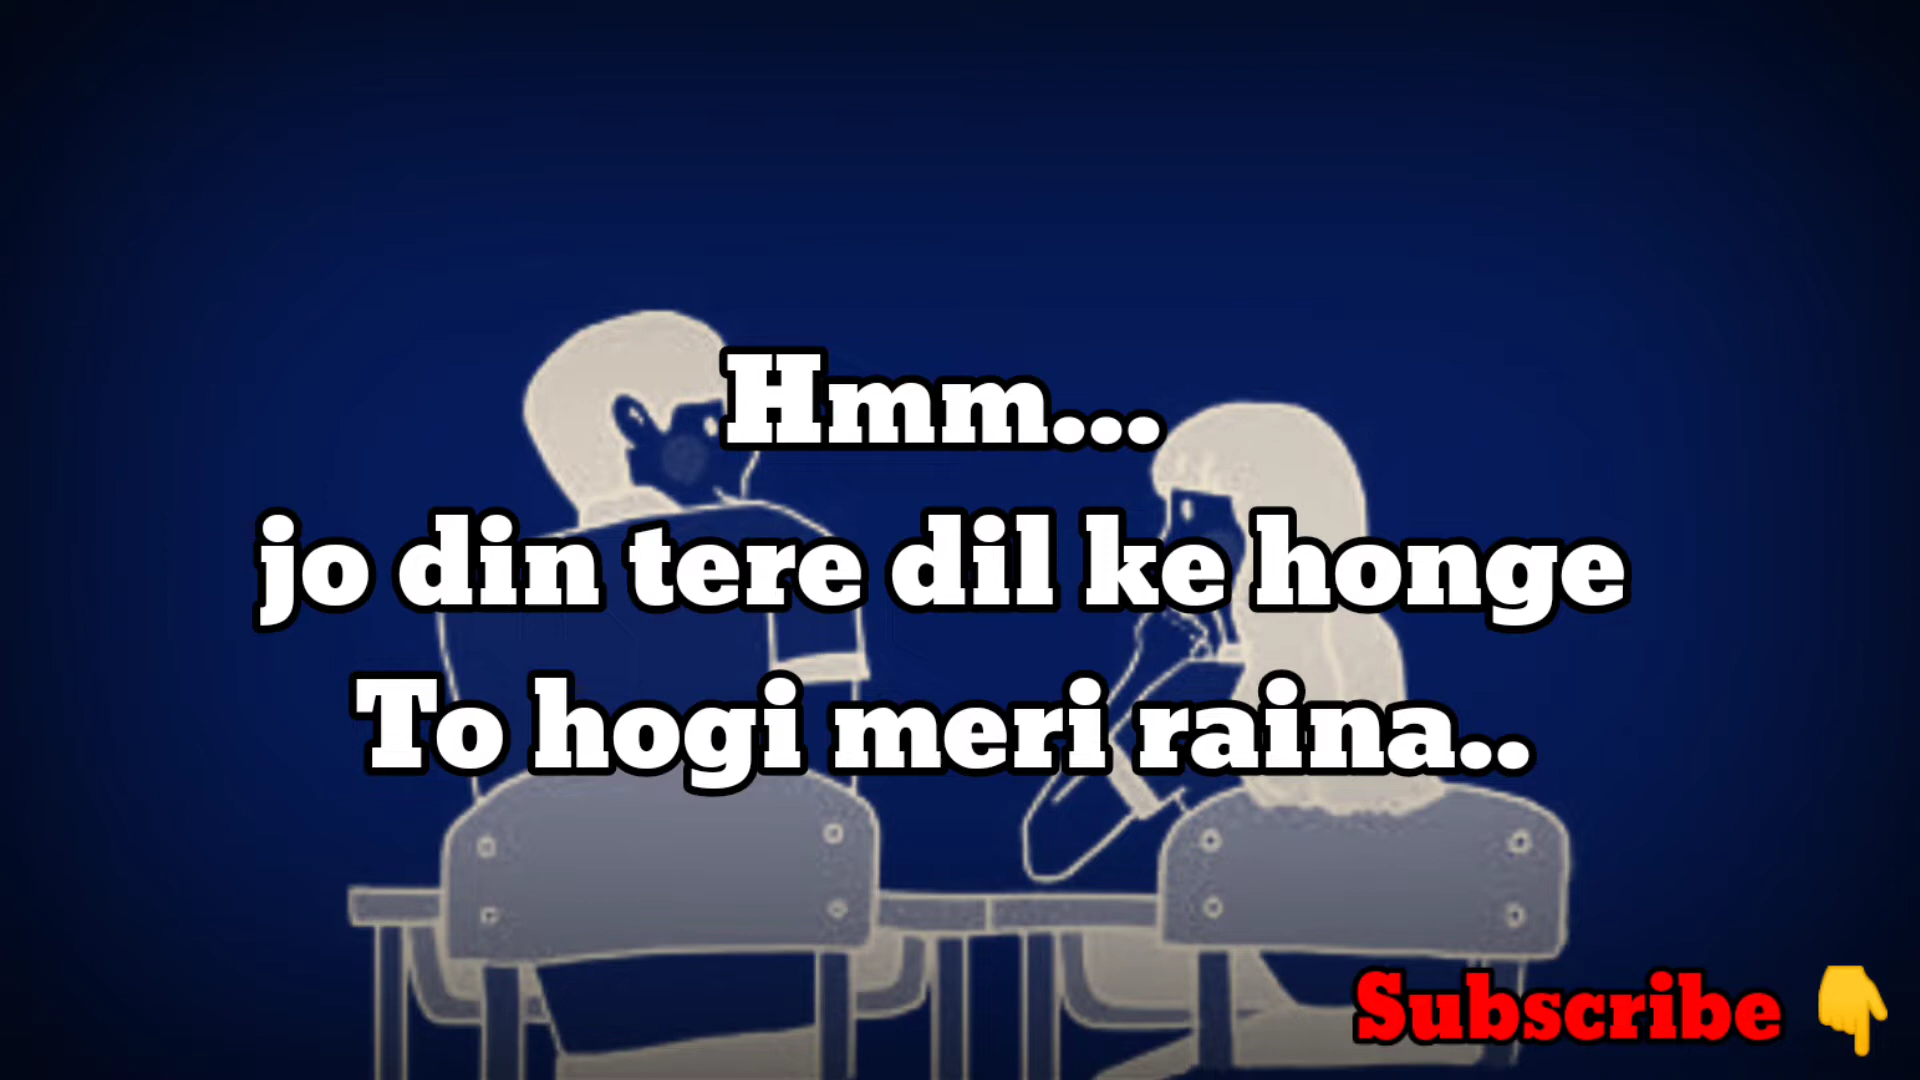 Hmm...
jo din tere dil ke honge
To hogi meri raina..
Subscribe 👇